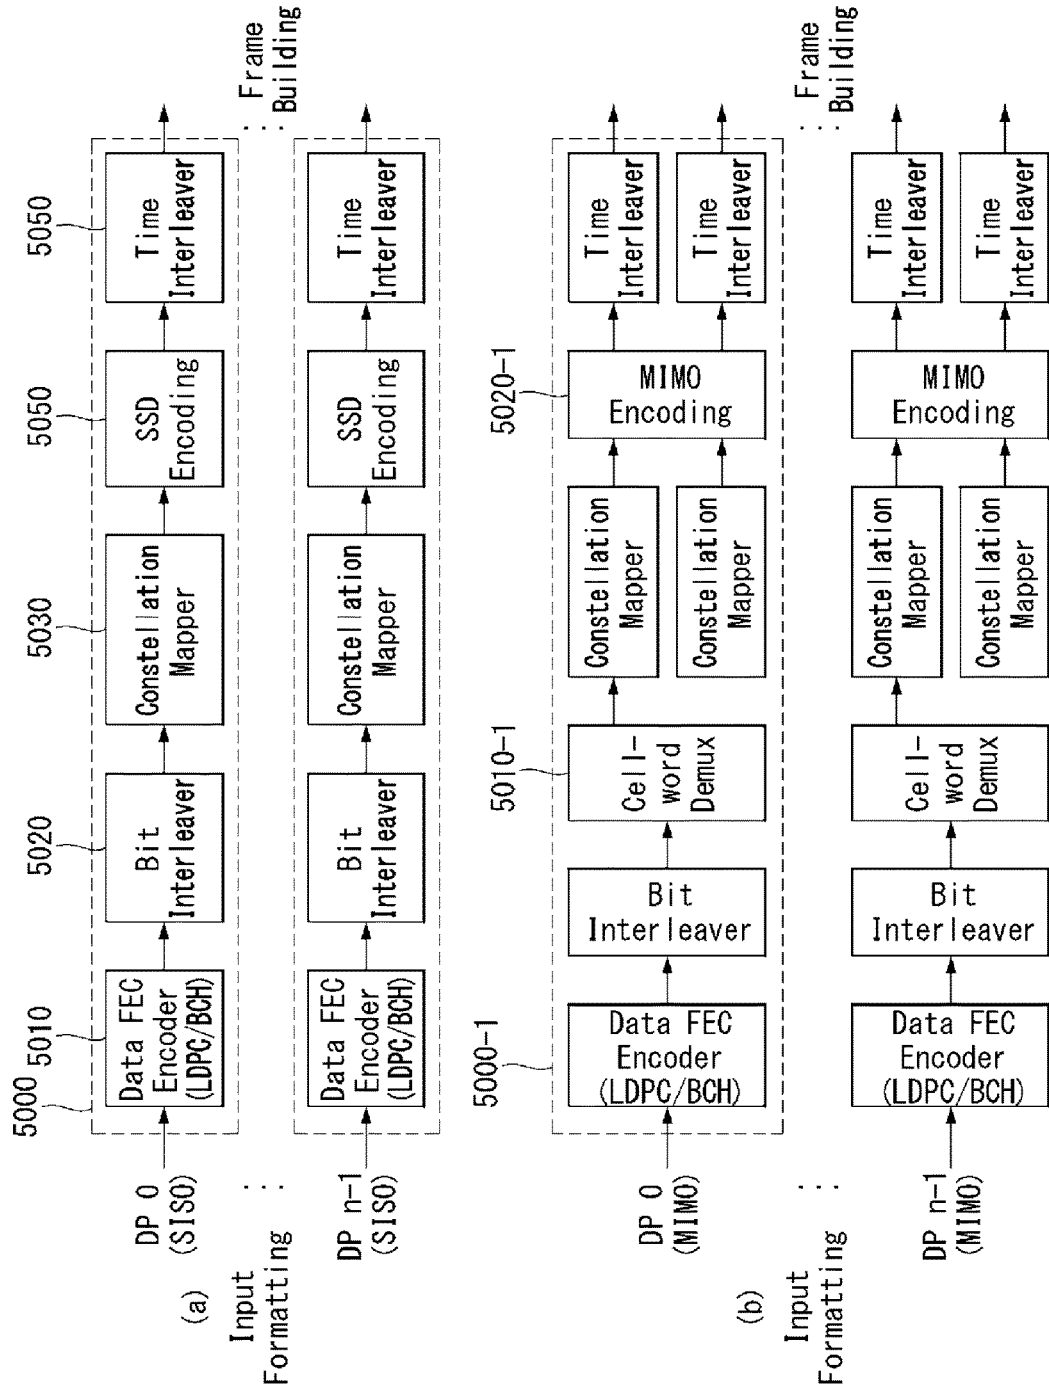 5000
5010
5020
5030
5050
5050
DP 0
(SISO)
Data FEC
Encoder
(LDPC/BCH)
Bit
Interleaver
Constellation
Mapper
SSD
Encoding
Time
Interleaver
(a)
Input
Formatting
...
...
Frame
Building
DP n-1
(SISO)
Data FEC
Encoder
(LDPC/BCH)
Bit
Interleaver
Constellation
Mapper
SSD
Encoding
Time
Interleaver
5000-1
5010-1
5020-1
DP 0
(MIMO)
Data FEC
Encoder
(LDPC/BCH)
Bit
Interleaver
Cell-
word
Demux
Constellation
Mapper
Constellation
Mapper
MIMO
Encoding
Time
Interleaver
Time
Interleaver
(b)
Input
Formatting
...
...
Frame
Building
DP n-1
(MIMO)
Data FEC
Encoder
(LDPC/BCH)
Bit
Interleaver
Cell-
word
Demux
Constellation
Mapper
Constellation
Mapper
MIMO
Encoding
Time
Interleaver
Time
Interleaver